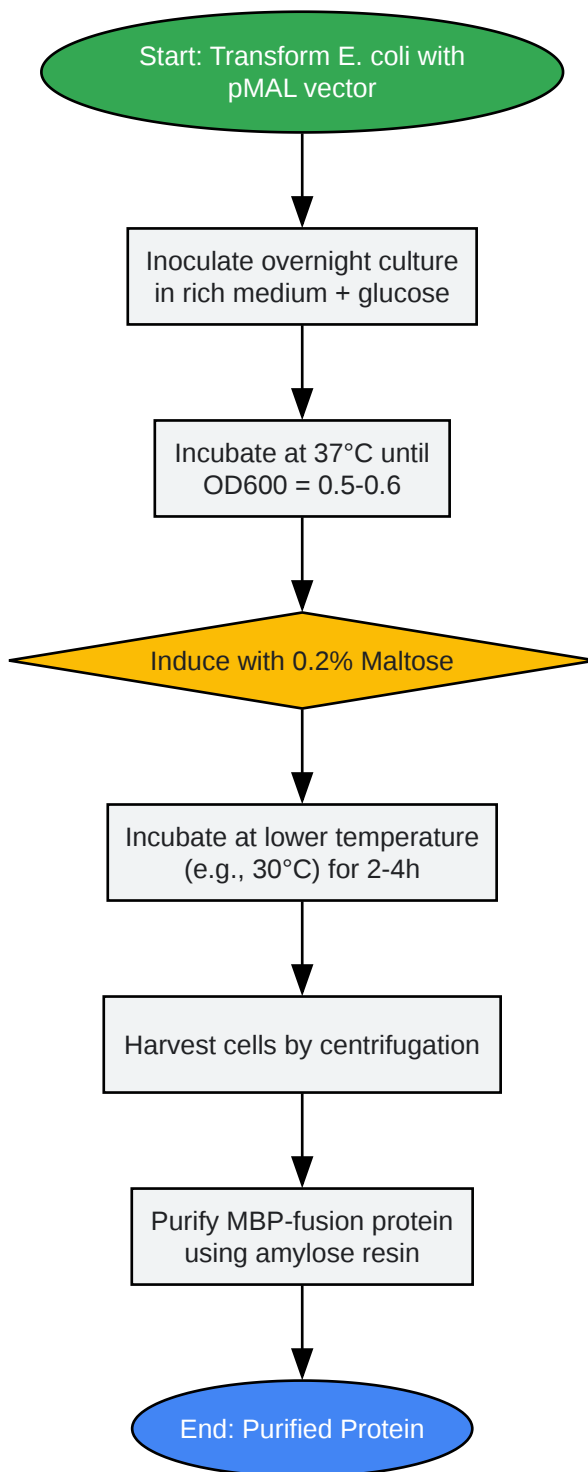 Start: Transform E. coli with
pMAL vector
Inoculate overnight culture
in rich medium + glucose
Incubate at 37°C until
OD600 = 0.5-0.6
Induce with 0.2% Maltose
Incubate at lower temperature
(e.g., 30°C) for 2-4h
Harvest cells by centrifugation
Purify MBP-fusion protein
using amylose resin
End: Purified Protein